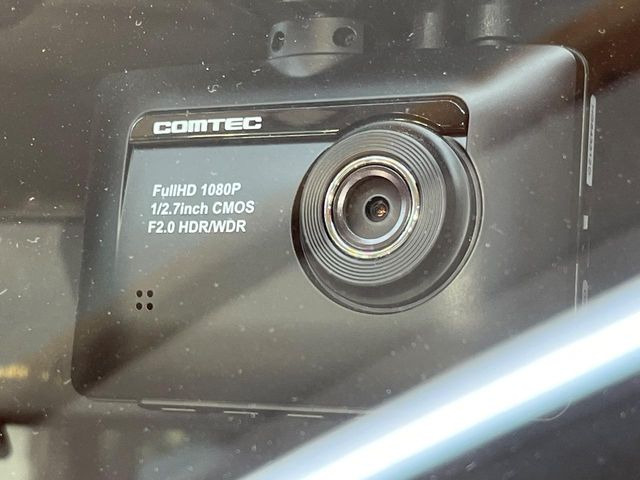 COMTEC
FullHD 1080P
1/2.7inch CMOS
F2.0 HDR/WDR